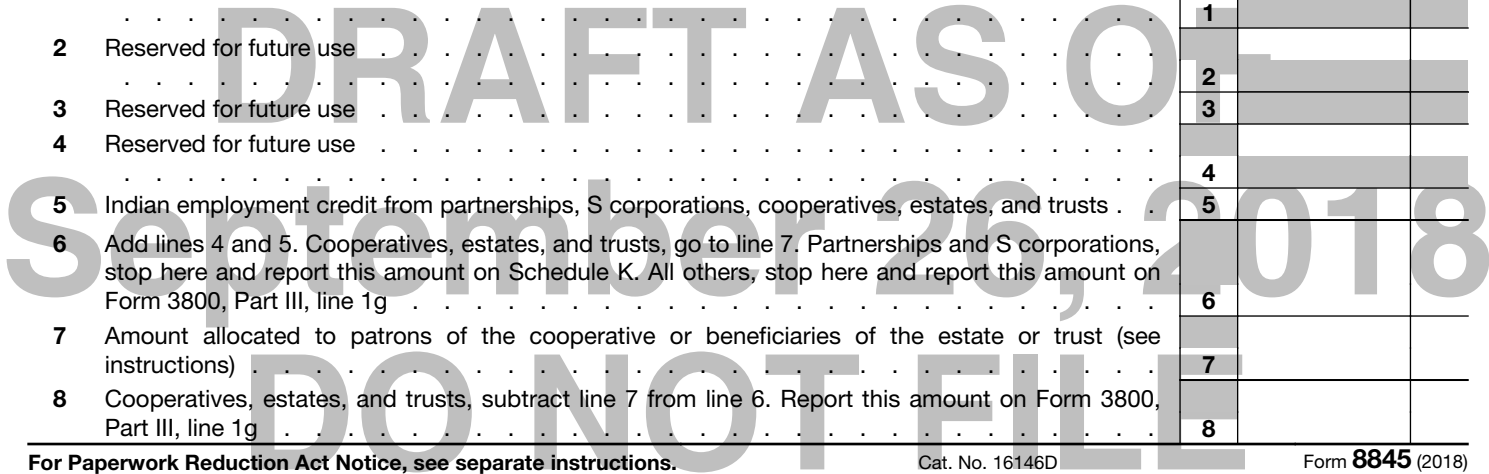 . . . . . . . . . . . . . . . . . . . . . . . . . . . . . . . . . 1
2 Reserved for future use . . . . . . . . . . . . . . . . . . . . . . . .
. . . . . . . . . . . . . . . . . . . . . . . . . . . . . . . . . 2
3 Reserved for future use . . . . . . . . . . . . . . . . . . . . . . . . 3
4 Reserved for future use . . . . . . . . . . . . . . . . . . . . . . . .
. . . . . . . . . . . . . . . . . . . . . . . . . . . . . . . . . 4
5 Indian employment credit from partnerships, S corporations, cooperatives, estates, and trusts . . 5
6 Add lines 4 and 5. Cooperatives, estates, and trusts, go to line 7. Partnerships and S corporations,
stop here and report this amount on Schedule K. All others, stop here and report this amount on
Form 3800, Part III, line 1g . . . . . . . . . . . . . . . . . . . . . . . 6
7 Amount allocated to patrons of the cooperative or beneficiaries of the estate or trust (see
instructions) . . . . . . . . . . . . . . . . . . . . . . . . . . . . 7
8 Cooperatives, estates, and trusts, subtract line 7 from line 6. Report this amount on Form 3800,
Part III, line 1g . . . . . . . . . . . . . . . . . . . . . . . . . . . 8
For Paperwork Reduction Act Notice, see separate instructions. Cat. No. 16146D Form 8845 (2018)
DRAFT AS OF
September 26, 2018
DO NOT FILE